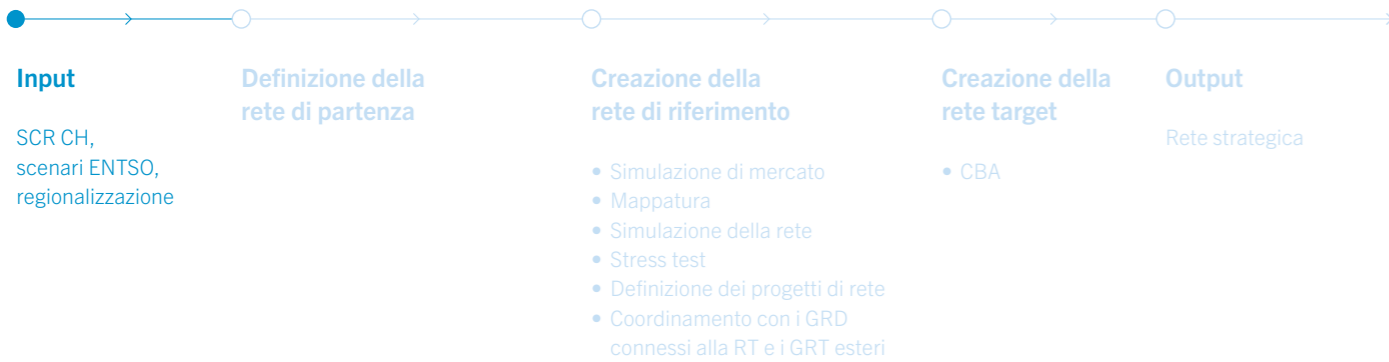 Input
SCR CH,
scenari ENTSO,
regionalizzazione
Definizione della
rete di partenza
Creazione della
rete di riferimento
• Simulazione di mercato
• Mappatura
• Simulazione della rete
• Stress test
• Definizione dei progetti di rete
• Coordinamento con i GRD
connessi alla RT e i GRT esteri
Creazione della
rete target
• CBA
Output
Rete strategica